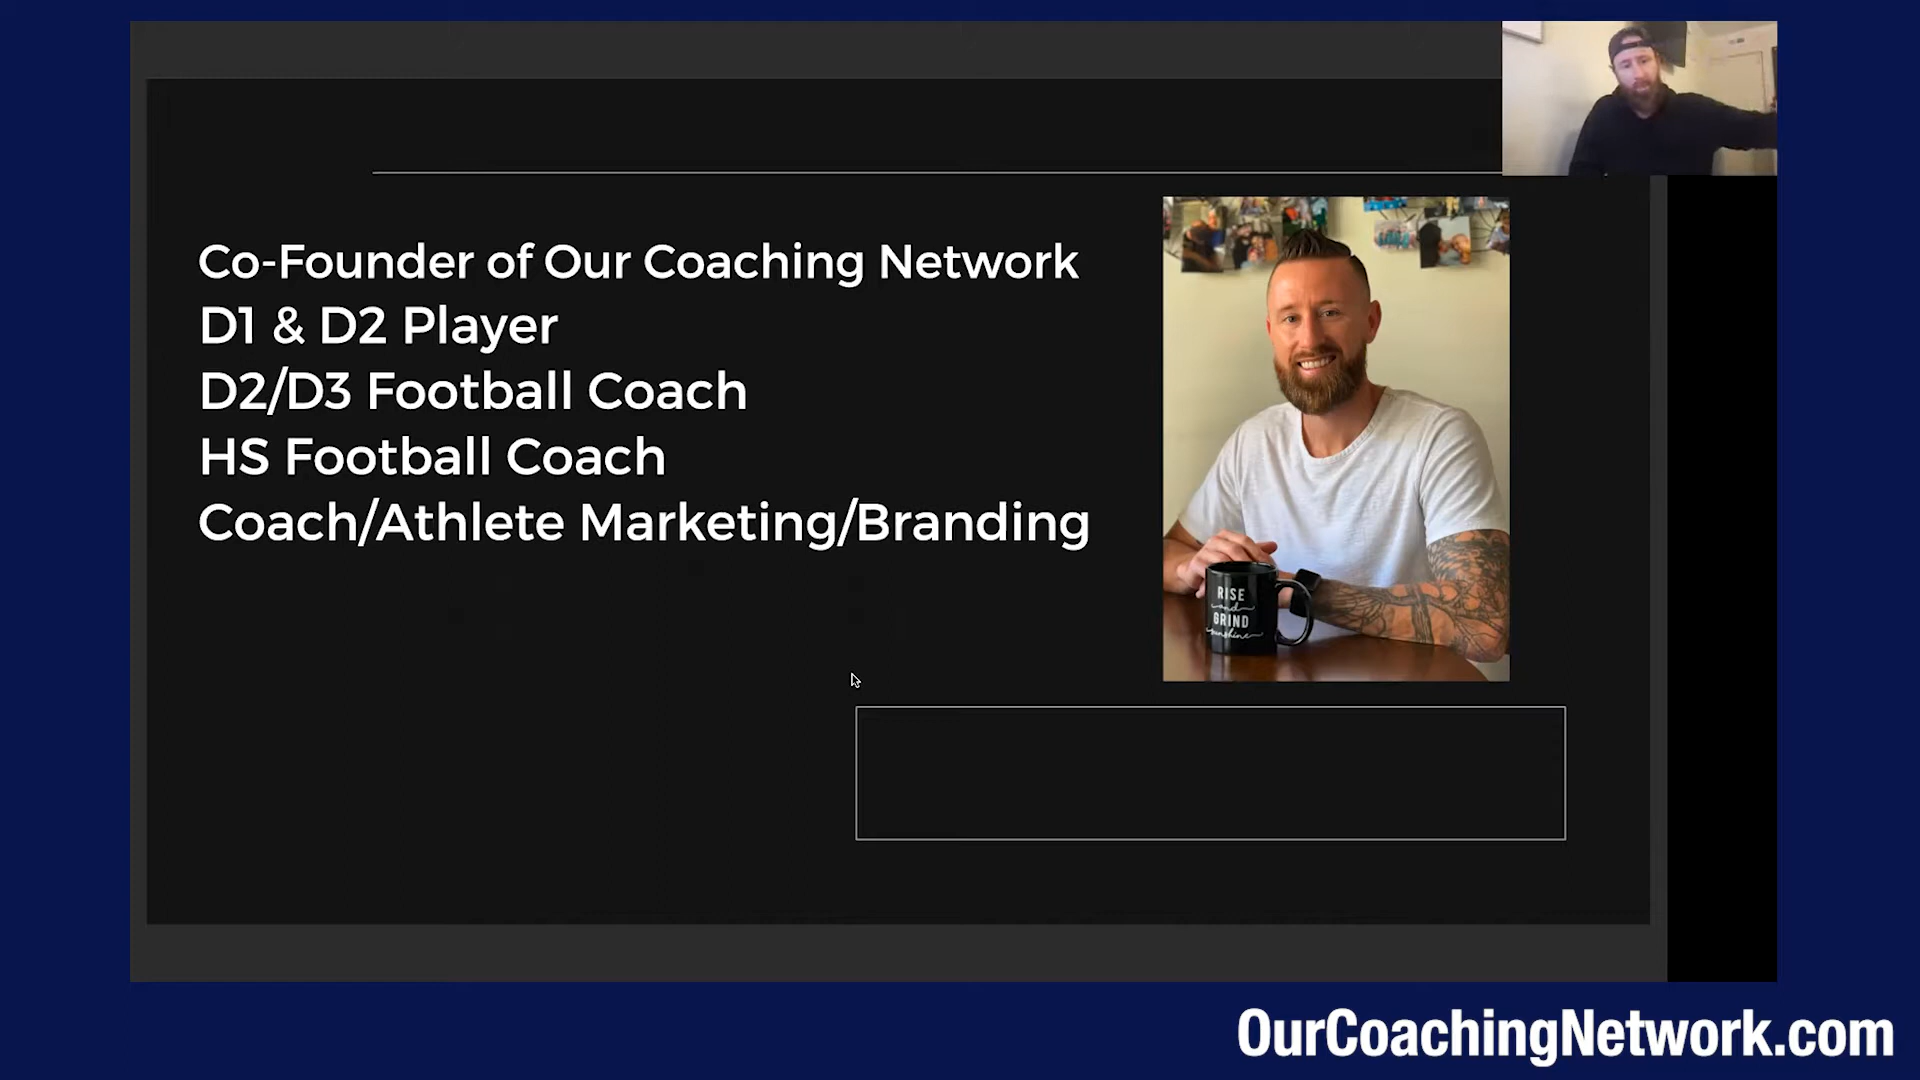 Co-Founder of Our Coaching Network
D1 & D2 Player
D2/D3 Football Coach
HS Football Coach
Coach/Athlete Marketing/Branding
RISE
and
GRIND
sunshine
OurCoachingNetwork.com